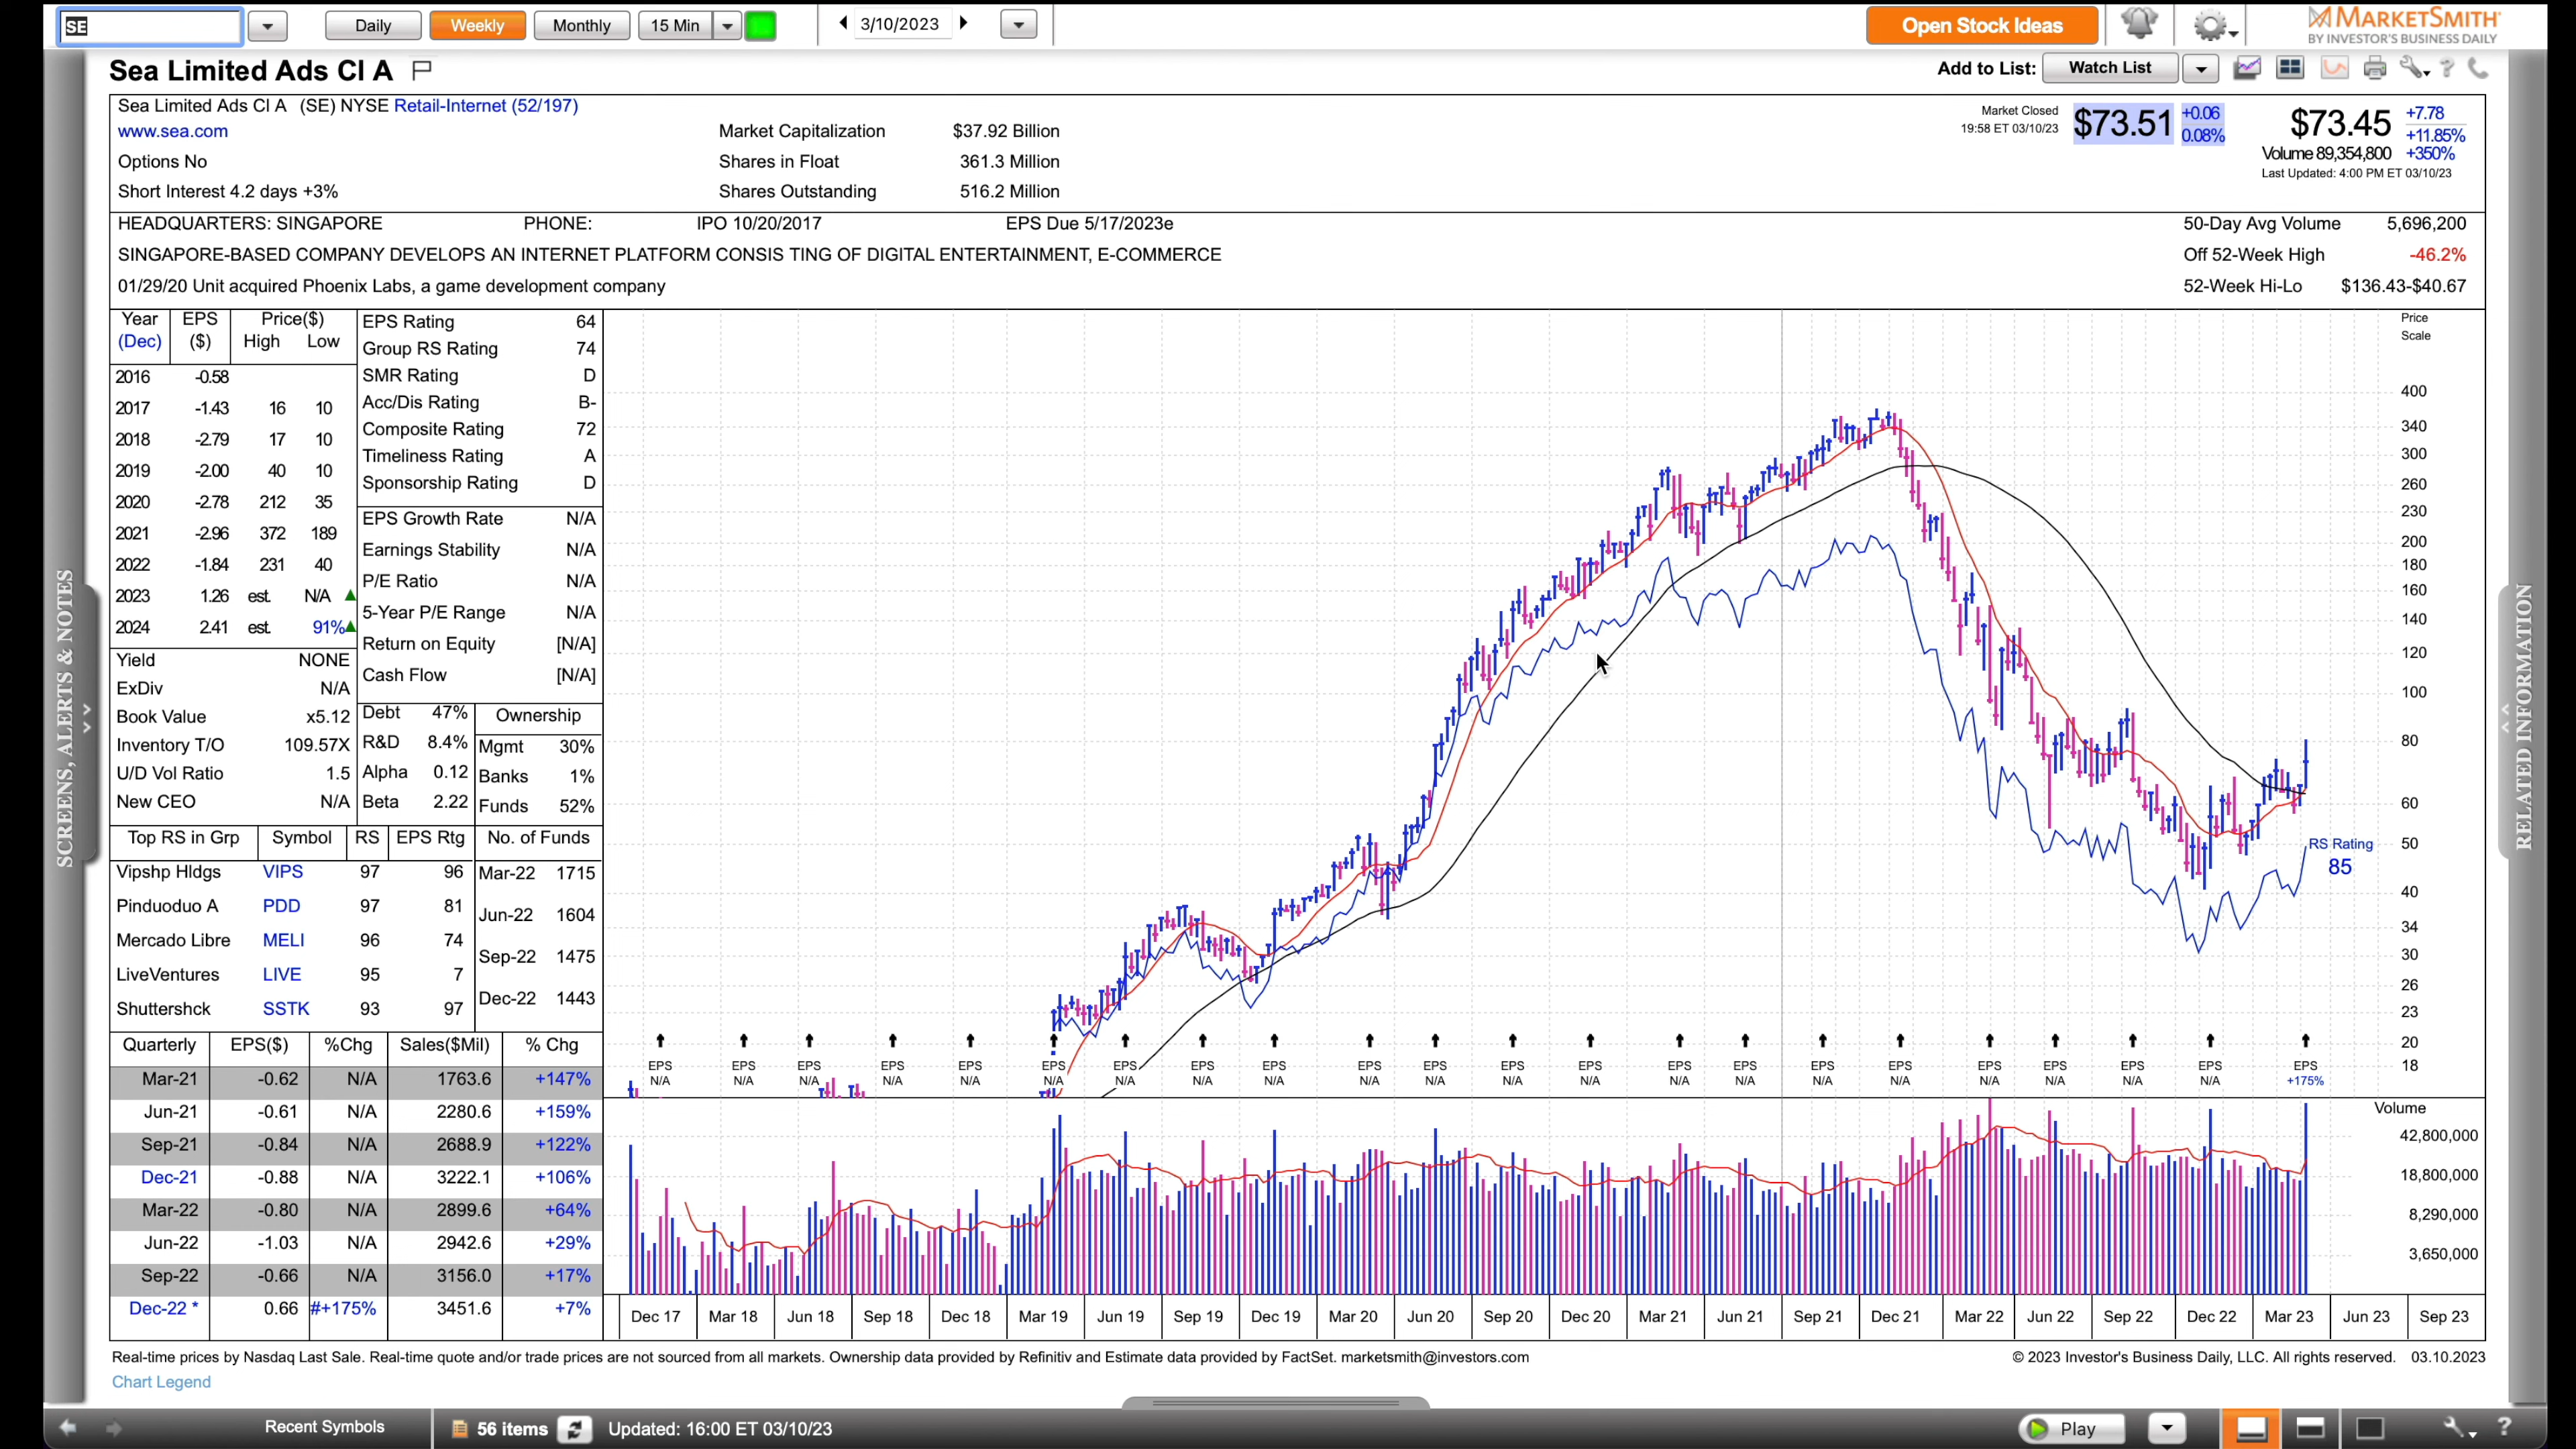 SE Daily Weekly Monthly 15 Min 3/10/2023 Open Stock Ideas MARKETSMITH
BY INVESTOR'S BUSINESS DAILY
Sea Limited Ads Cl A Add to List: Watch List
Sea Limited Ads Cl A (SE) NYSE Retail-Internet (52/197)
www.sea.com Market Capitalization $37.92 Billion
Options No Shares in Float 361.3 Million
Short Interest 4.2 days +3% Shares Outstanding 516.2 Million
Market Closed
19:58 ET 03/10/23 $73.51 +0.06 0.08%
$73.45 +7.78 +11.85%
Volume 89,354,800 +350%
Last Updated: 4:00 PM ET 03/10/23
HEADQUARTERS: SINGAPORE PHONE: IPO 10/20/2017 EPS Due 5/17/2023e 50-Day Avg Volume 5,696,200
SINGAPORE-BASED COMPANY DEVELOPS AN INTERNET PLATFORM CONSIS TING OF DIGITAL ENTERTAINMENT, E-COMMERCE Off 52-Week High -46.2%
01/29/20 Unit acquired Phoenix Labs, a game development company 52-Week Hi-Lo $136.43-$40.67
Year EPS Price($)
(Dec) ($) High Low
2016 -0.58
2017 -1.43 16 10
2018 -2.79 17 10
2019 -2.00 40 10
2020 -2.78 212 35
2021 -2.96 372 189
2022 -1.84 231 40
2023 1.26 est. N/A
2024 2.41 est. 91%
Yield NONE
ExDiv N/A
Book Value x5.12
Inventory T/O 109.57X
U/D Vol Ratio 1.5
New CEO N/A
EPS Rating 64
Group RS Rating 74
SMR Rating D
Acc/Dis Rating B-
Composite Rating 72
Timeliness Rating A
Sponsorship Rating D
EPS Growth Rate N/A
Earnings Stability N/A
P/E Ratio N/A
5-Year P/E Range N/A
Return on Equity [N/A]
Cash Flow [N/A]
Debt 47%
R&D 8.4%
Alpha 0.12
Beta 2.22
Ownership
Mgmt 30%
Banks 1%
Funds 52%
Top RS in Grp Symbol RS EPS Rtg
Vipshp Hldgs VIPS 97 96
Pinduoduo A PDD 97 81
Mercado Libre MELI 96 74
LiveVentures LIVE 95 7
Shuttershck SSTK 93 97
No. of Funds
Mar-22 1715
Jun-22 1604
Sep-22 1475
Dec-22 1443
Quarterly EPS($) %Chg Sales($Mil) % Chg
Mar-21 -0.62 N/A 1763.6 +147%
Jun-21 -0.61 N/A 2280.6 +159%
Sep-21 -0.84 N/A 2688.9 +122%
Dec-21 -0.88 N/A 3222.1 +106%
Mar-22 -0.80 N/A 2899.6 +64%
Jun-22 -1.03 N/A 2942.6 +29%
Sep-22 -0.66 N/A 3156.0 +17%
Dec-22 * 0.66 #+175% 3451.6 +7%
Price
Scale
400
340
300
260
230
200
180
160
140
120
100
80
60
50
40
34
30
26
23
20
18
RS Rating
85
EPS EPS EPS EPS EPS EPS EPS EPS EPS EPS EPS EPS EPS EPS EPS EPS EPS EPS EPS EPS EPS EPS
N/A N/A N/A N/A N/A N/A N/A N/A N/A N/A N/A N/A N/A N/A N/A N/A N/A N/A N/A N/A N/A +175%
Volume
42,800,000
18,800,000
8,290,000
3,650,000
Dec 17 Mar 18 Jun 18 Sep 18 Dec 18 Mar 19 Jun 19 Sep 19 Dec 19 Mar 20 Jun 20 Sep 20 Dec 20 Mar 21 Jun 21 Sep 21 Dec 21 Mar 22 Jun 22 Sep 22 Dec 22 Mar 23 Jun 23 Sep 23
Real-time prices by Nasdaq Last Sale. Real-time quote and/or trade prices are not sourced from all markets. Ownership data provided by Refinitiv and Estimate data provided by FactSet. marketsmith@investors.com © 2023 Investor's Business Daily, LLC. All rights reserved. 03.10.2023
Chart Legend
SCREENS, ALERTS & NOTES
RELATED INFORMATION
Recent Symbols 56 items Updated: 16:00 ET 03/10/23 Play